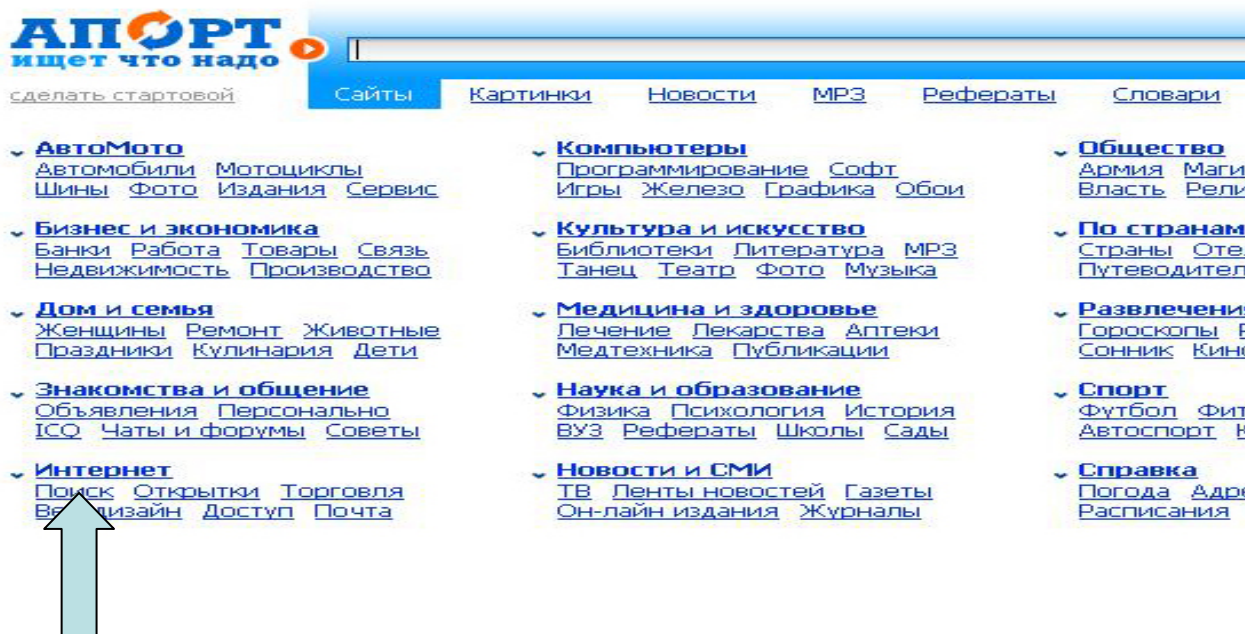 АПОРТ
ищет что надо
сделать стартовой Сайты Картинки Новости MP3 Рефераты Словари
АвтоМото
Автомобили Мотоциклы
Шины Фото Издания Сервис
Бизнес и экономика
Банки Работа Товары Связь
Недвижимость Производство
Дом и семья
Женщины Ремонт Животные
Праздники Кулинария Дети
Знакомства и общение
Объявления Персонально
ICQ Чаты и форумы Советы
Интернет
Поиск Открытки Торговля
Доступ Почта
Компьютеры
Программирование Софт
Игры Железо Графика Обои
Культура и искусство
Библиотеки Литература MP3
Танец Театр Фото Музыка
Медицина и здоровье
Лечение Лекарства Аптеки
Медтехника Публикации
Наука и образование
Физика Психология История
ВУЗ Рефераты Школы Сады
Новости и СМИ
ТВ Ленты новостей Газеты
Он-лайн издания Журналы
Общество
Армия
Власть
По странам
Страны
Развлечения
Гороскопы
Сонник
Спорт
Футбол
Автоспорт
Справка
Погода
Расписания